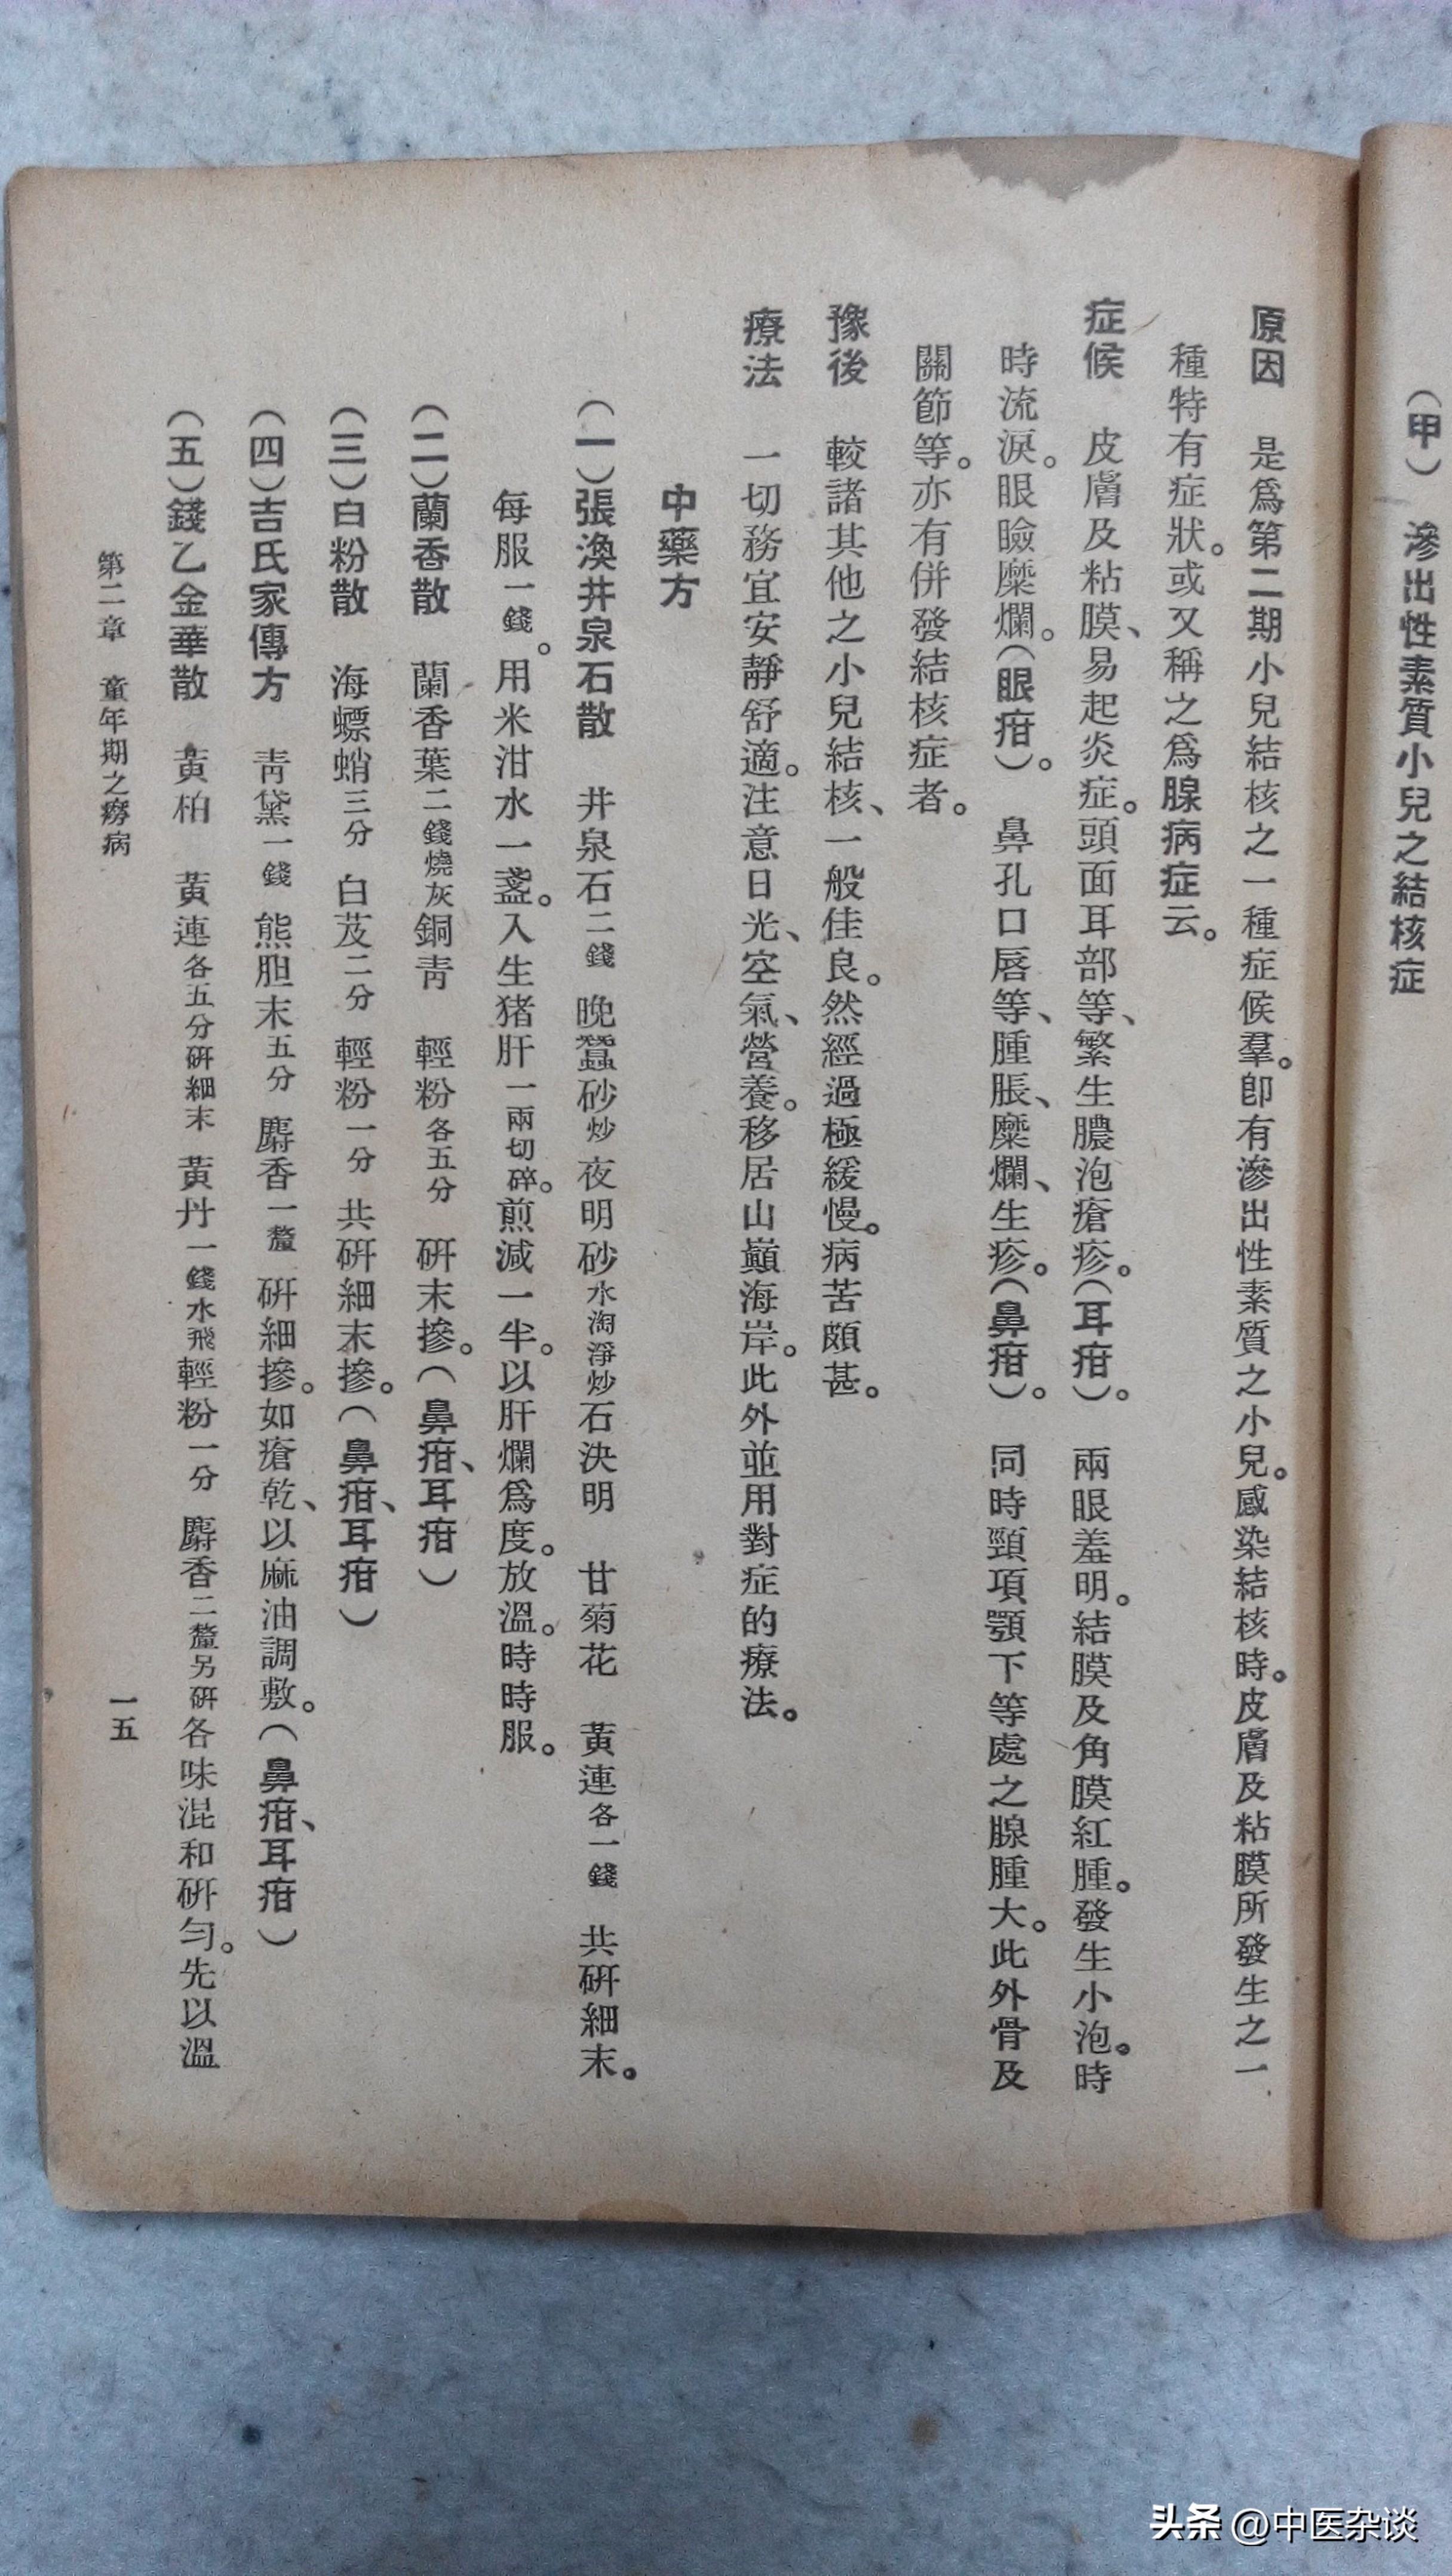 （甲）　滲出性素質小兒之結核症
原因　是爲第二期小兒結核之一種症候羣。卽有滲出性素質之小兒。感染結核時。皮膚及粘膜所發生之一
種特有症狀。或又稱之爲腺病症云。
症候　皮膚及粘膜、易起炎症。頭面耳部等、繁生膿泡瘡疹。（耳疳）。　兩眼羞明。結膜及角膜紅腫。發生小泡。時
時流淚。眼瞼糜爛。（眼疳）。　鼻孔口唇等、腫脹、糜爛、生疹。（鼻疳）。　同時頸項顎下等處之腺腫大。此外骨及
關節等。亦有併發結核症者。
豫後　較諸其他之小兒結核、一般佳良。然經過極緩慢。病苦頗甚。
療法　一切務宜安靜舒適。注意日光、空氣、營養。移居山巔海岸。此外並用對症的療法。
中藥方
（一）張渙井泉石散　井泉石二錢　晚蠶砂炒　夜明砂水淘淨炒　石決明　甘菊花　黃連各一錢　共硏細末。
每服一錢。用米泔水一盞。入生猪肝一兩切碎。煎減一半。以肝爛爲度。放溫。時時服。
（二）蘭香散　蘭香葉二錢燒灰　銅靑　輕粉各五分　硏末摻。（鼻疳、耳疳）
（三）白粉散　海螵蛸三分　白芨二分　輕粉一分　共硏細末摻。（鼻疳、耳疳）
（四）吉氏家傳方　靑黛一錢　熊胆末五分　麝香一釐　硏細摻。如瘡乾、以麻油調敷。（鼻疳、耳疳）
（五）錢乙金華散　黃柏　黃連各五分硏細末　黃丹一錢水飛　輕粉一分　麝香二釐另硏　各味混和硏勻。先以溫
第二章　童年期之癆病
一五
头条 @中医杂谈